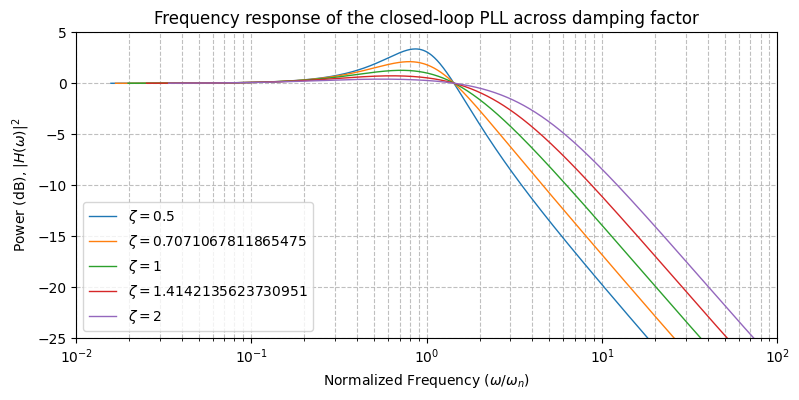 Frequency response of the closed-loop PLL across damping factor
5
0
−5
−10
−15
−20
−25
Power (dB), |H(ω)|²
ζ = 0.5
ζ = 0.7071067811865475
ζ = 1
ζ = 1.4142135623730951
ζ = 2
10⁻² 10⁻¹ 10⁰ 10¹ 10²
Normalized Frequency (ω/ωₙ)